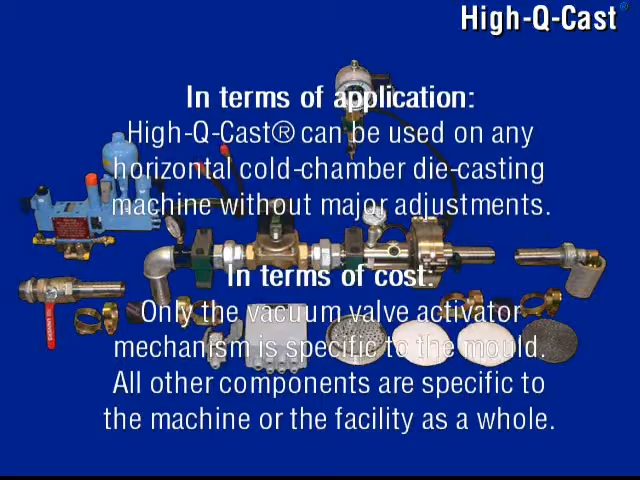 High-Q-Cast®
In terms of application:
High-Q-Cast® can be used on any
horizontal cold-chamber die-casting
machine without major adjustments.
In terms of cost:
Only the vacuum valve activator
mechanism is specific to the mould.
All other components are specific to
the machine or the facility as a whole.